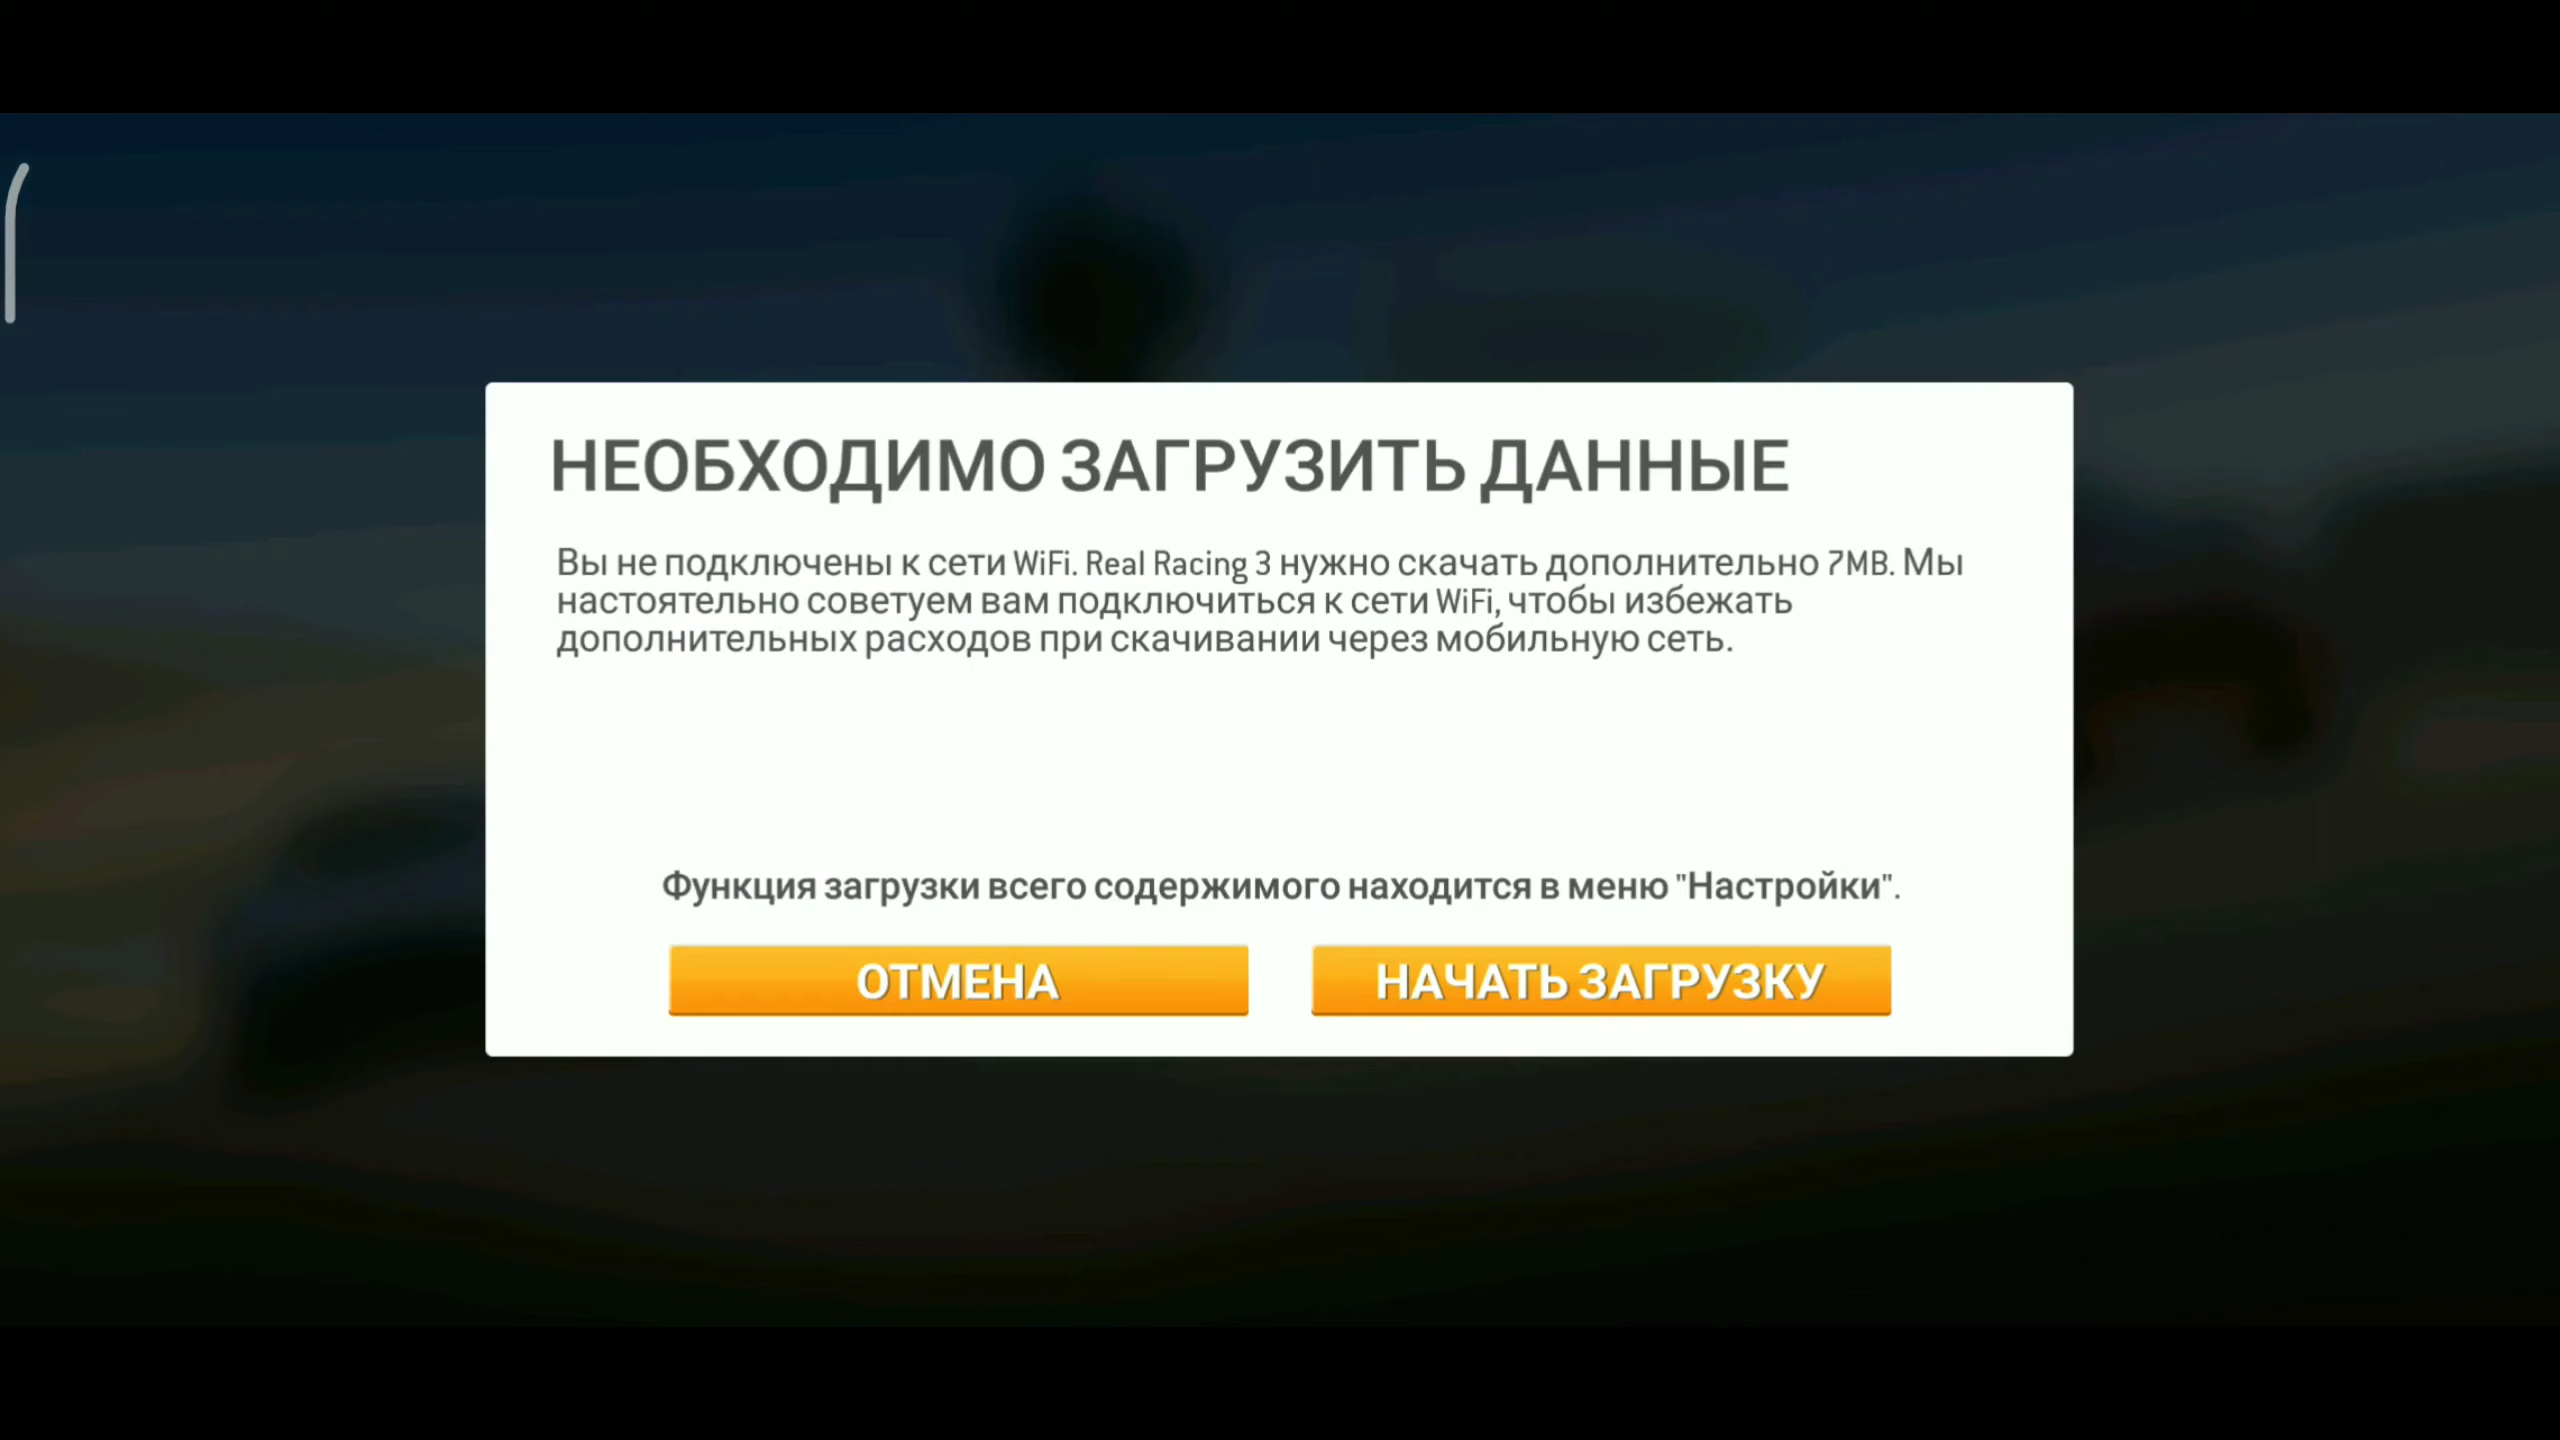 НЕОБХОДИМО ЗАГРУЗИТЬ ДАННЫЕ
Вы не подключены к сети WiFi. Real Racing 3 нужно скачать дополнительно 7MB. Мы
настоятельно советуем вам подключиться к сети WiFi, чтобы избежать
дополнительных расходов при скачивании через мобильную сеть.
Функция загрузки всего содержимого находится в меню "Настройки".
ОТМЕНА
НАЧАТЬ ЗАГРУЗКУ